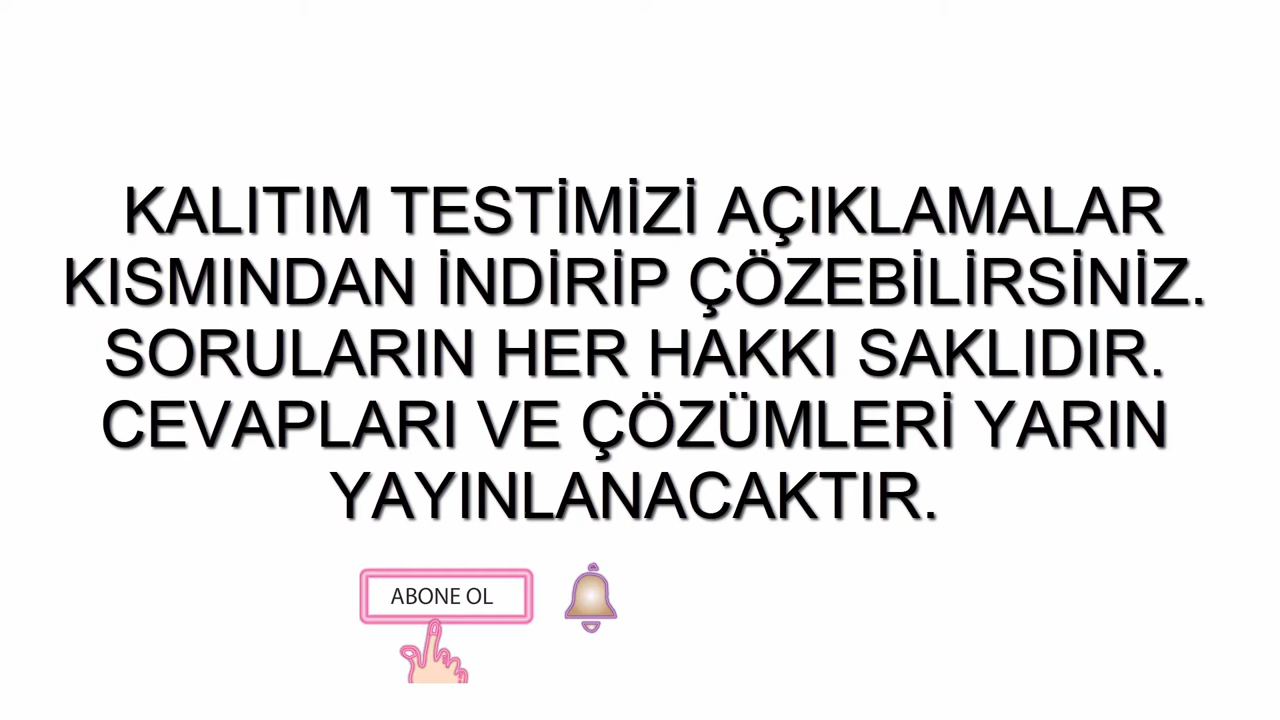 KALITIM TESTİMİZİ AÇIKLAMALAR
KISMINDAN İNDİRİP ÇÖZEBİLİRSİNİZ.
SORULARIN HER HAKKI SAKLIDIR.
CEVAPLARI VE ÇÖZÜMLERİ YARIN
YAYINLANACAKTIR.
ABONE OL